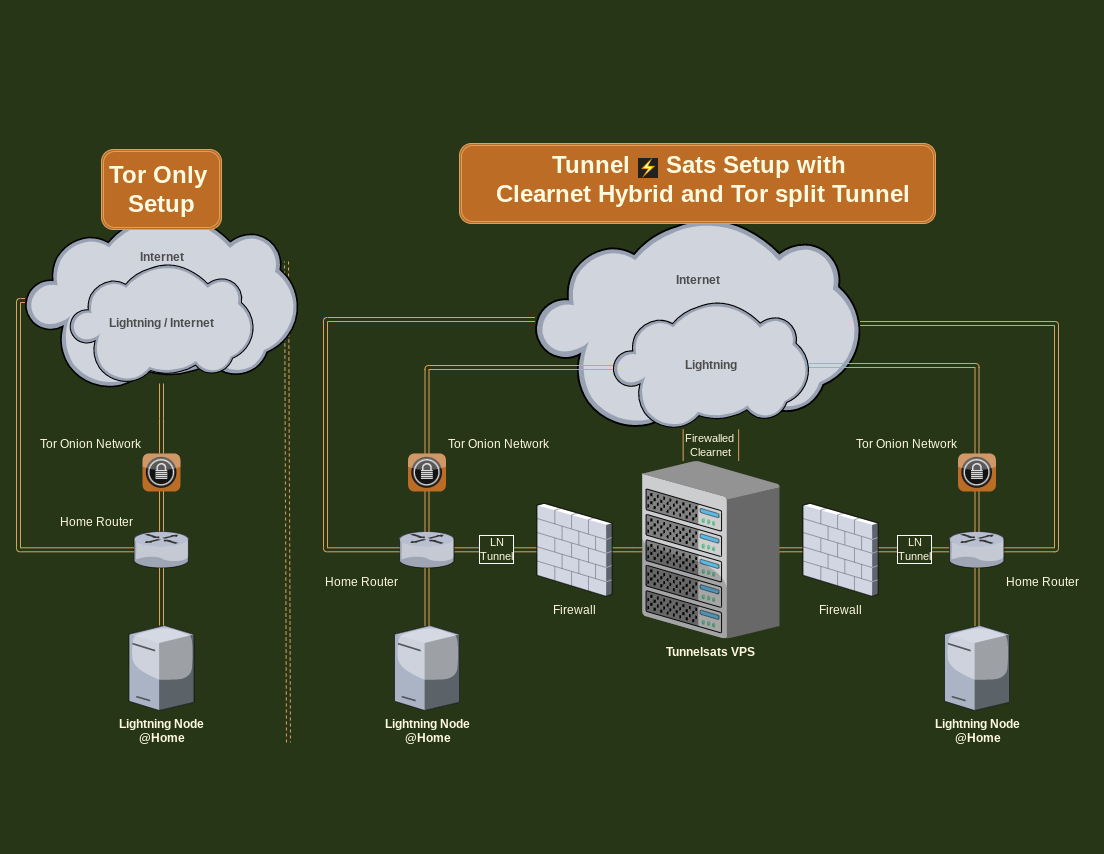 Tor Only
Setup
Internet
Lightning / Internet
Tor Onion Network
Home Router
Lightning Node
@Home
Tunnel ⚡ Sats Setup with
Clearnet Hybrid and Tor split Tunnel
Internet
Lightning
Firewalled
Clearnet
Tor Onion Network
Tor Onion Network
LN
Tunnel
LN
Tunnel
Home Router
Firewall
Firewall
Home Router
Tunnelsats VPS
Lightning Node
@Home
Lightning Node
@Home